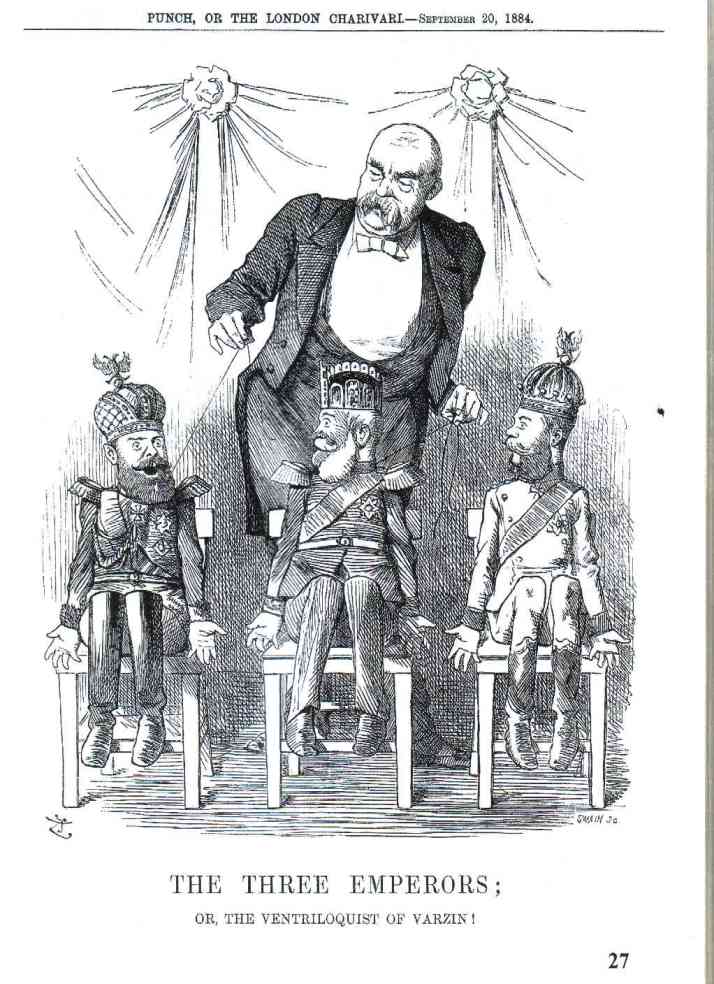 PUNCH, OR THE LONDON CHARIVARI.—SEPTEMBER 20, 1884.
SWAIN SC.
THE THREE EMPERORS;
OR, THE VENTRILOQUIST OF VARZIN!
27